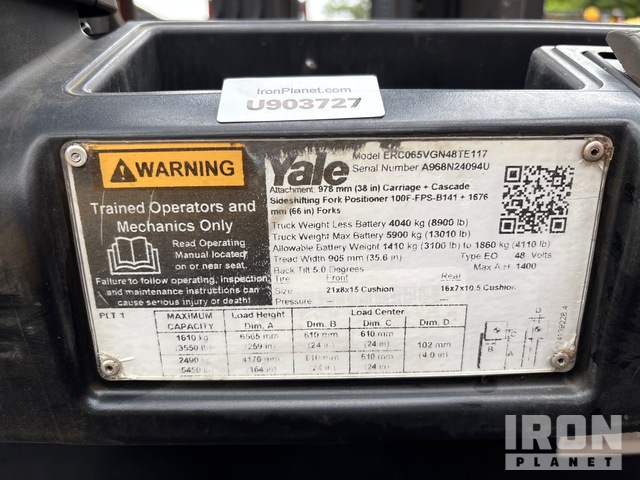 IronPlanet.com
U903727
WARNING
Trained Operators and
Mechanics Only
Read Operating
Manual located
on or near seat.
Failure to follow operating, inspection,
and maintenance instructions can
cause serious injury or death!
Yale
Model ERC065VGN48TE117
Serial Number A968N24094U
Attachment: 978 mm (38 in) Carriage + Cascade
Sideshifting Fork Positioner 100F-FPS-B141 + 1676
mm (66 in) Forks
Truck Weight Less Battery 4040 kg (8900 lb)
Truck Weight Max Battery 5900 kg (13010 lb)
Allowable Battery Weight 1410 kg (3100 lb) to 1860 kg (4110 lb)
Tread Width 905 mm (35.6 in) Type EO 48 Volts
Back Tilt 5.0 Degrees Max A.H. 1400
Tire Front Rear
Size 21x8x15 Cushion 16x7x10.5 Cushion
Pressure
PLT 1 MAXIMUM CAPACITY Load Height Dim. A Load Center Dim. B Dim. C Dim. D
1610 kg 6565 mm 610 mm 610 mm
(3550 lb) (259 in) (24 in) (24 in) 102 mm
2490 kg 4170 mm 610 mm 610 mm (4.0 in)
5450 lb 164 in) (24 in) (24 in)
D
B
A
C
IRON
PLANET